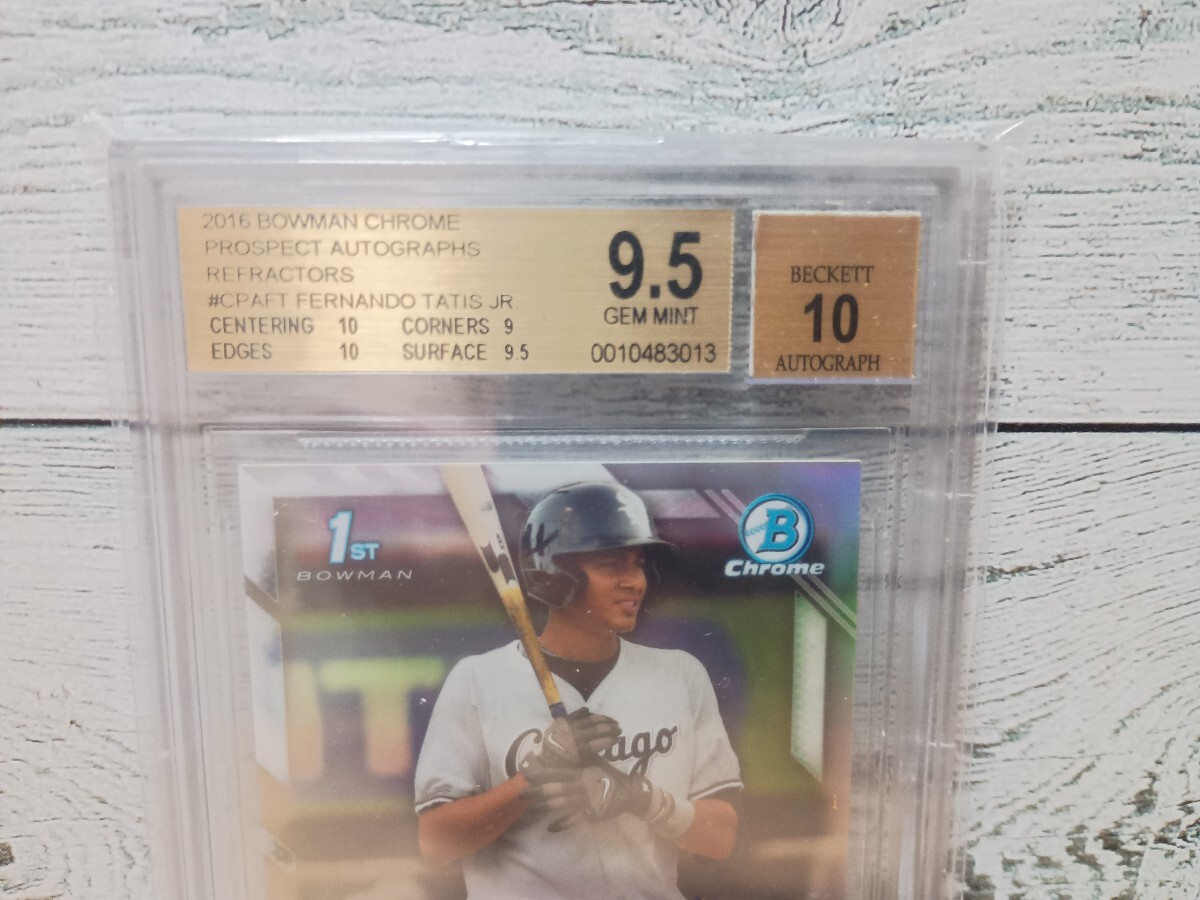 2016 BOWMAN CHROME
PROSPECT AUTOGRAPHS
REFRACTORS
#CPAFT FERNANDO TATIS JR.
CENTERING 10 CORNERS 9
EDGES 10 SURFACE 9.5
9.5
GEM MINT
0010483013
BECKETT
10
AUTOGRAPH
1ST
BOWMAN
B
Chrome